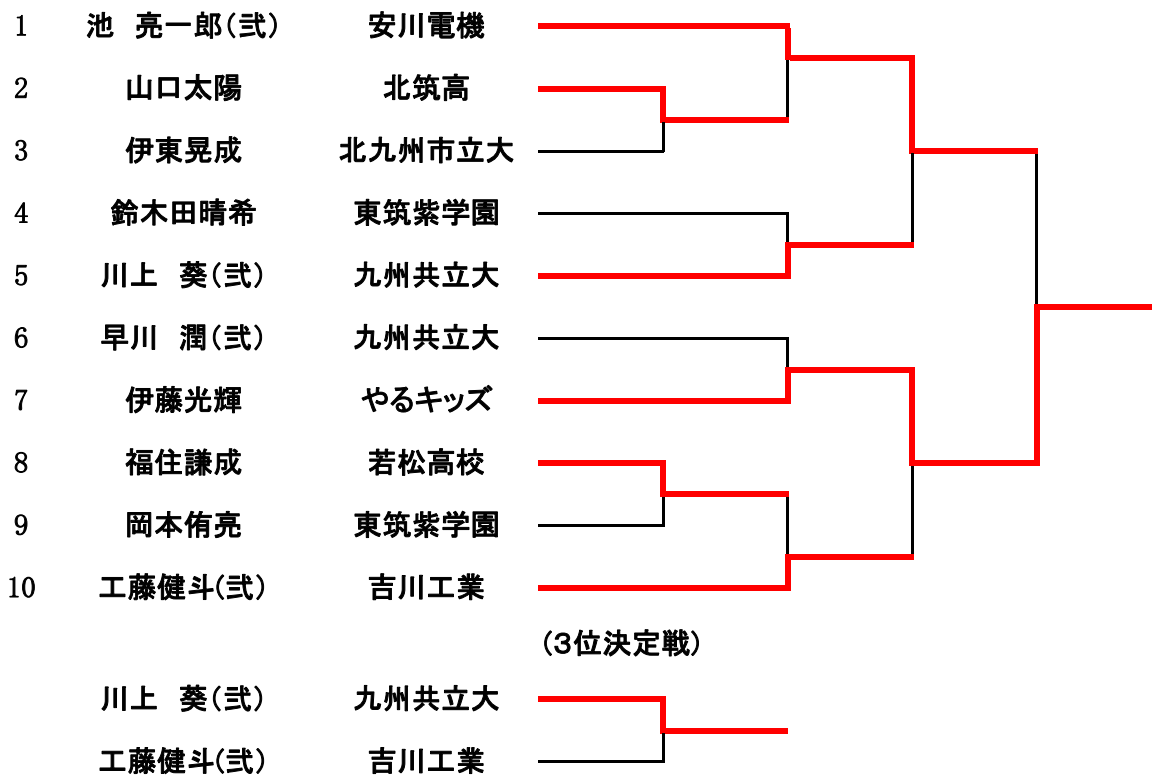 1 池 亮一郎(弐) 安川電機
2 山口太陽 北筑高
3 伊東晃成 北九州市立大
4 鈴木田晴希 東筑紫学園
5 川上 葵(弐) 九州共立大
6 早川 潤(弐) 九州共立大
7 伊藤光輝 やるキッズ
8 福住謙成 若松高校
9 岡本侑亮 東筑紫学園
10 工藤健斗(弐) 吉川工業
(3位決定戦)
川上 葵(弐) 九州共立大
工藤健斗(弐) 吉川工業